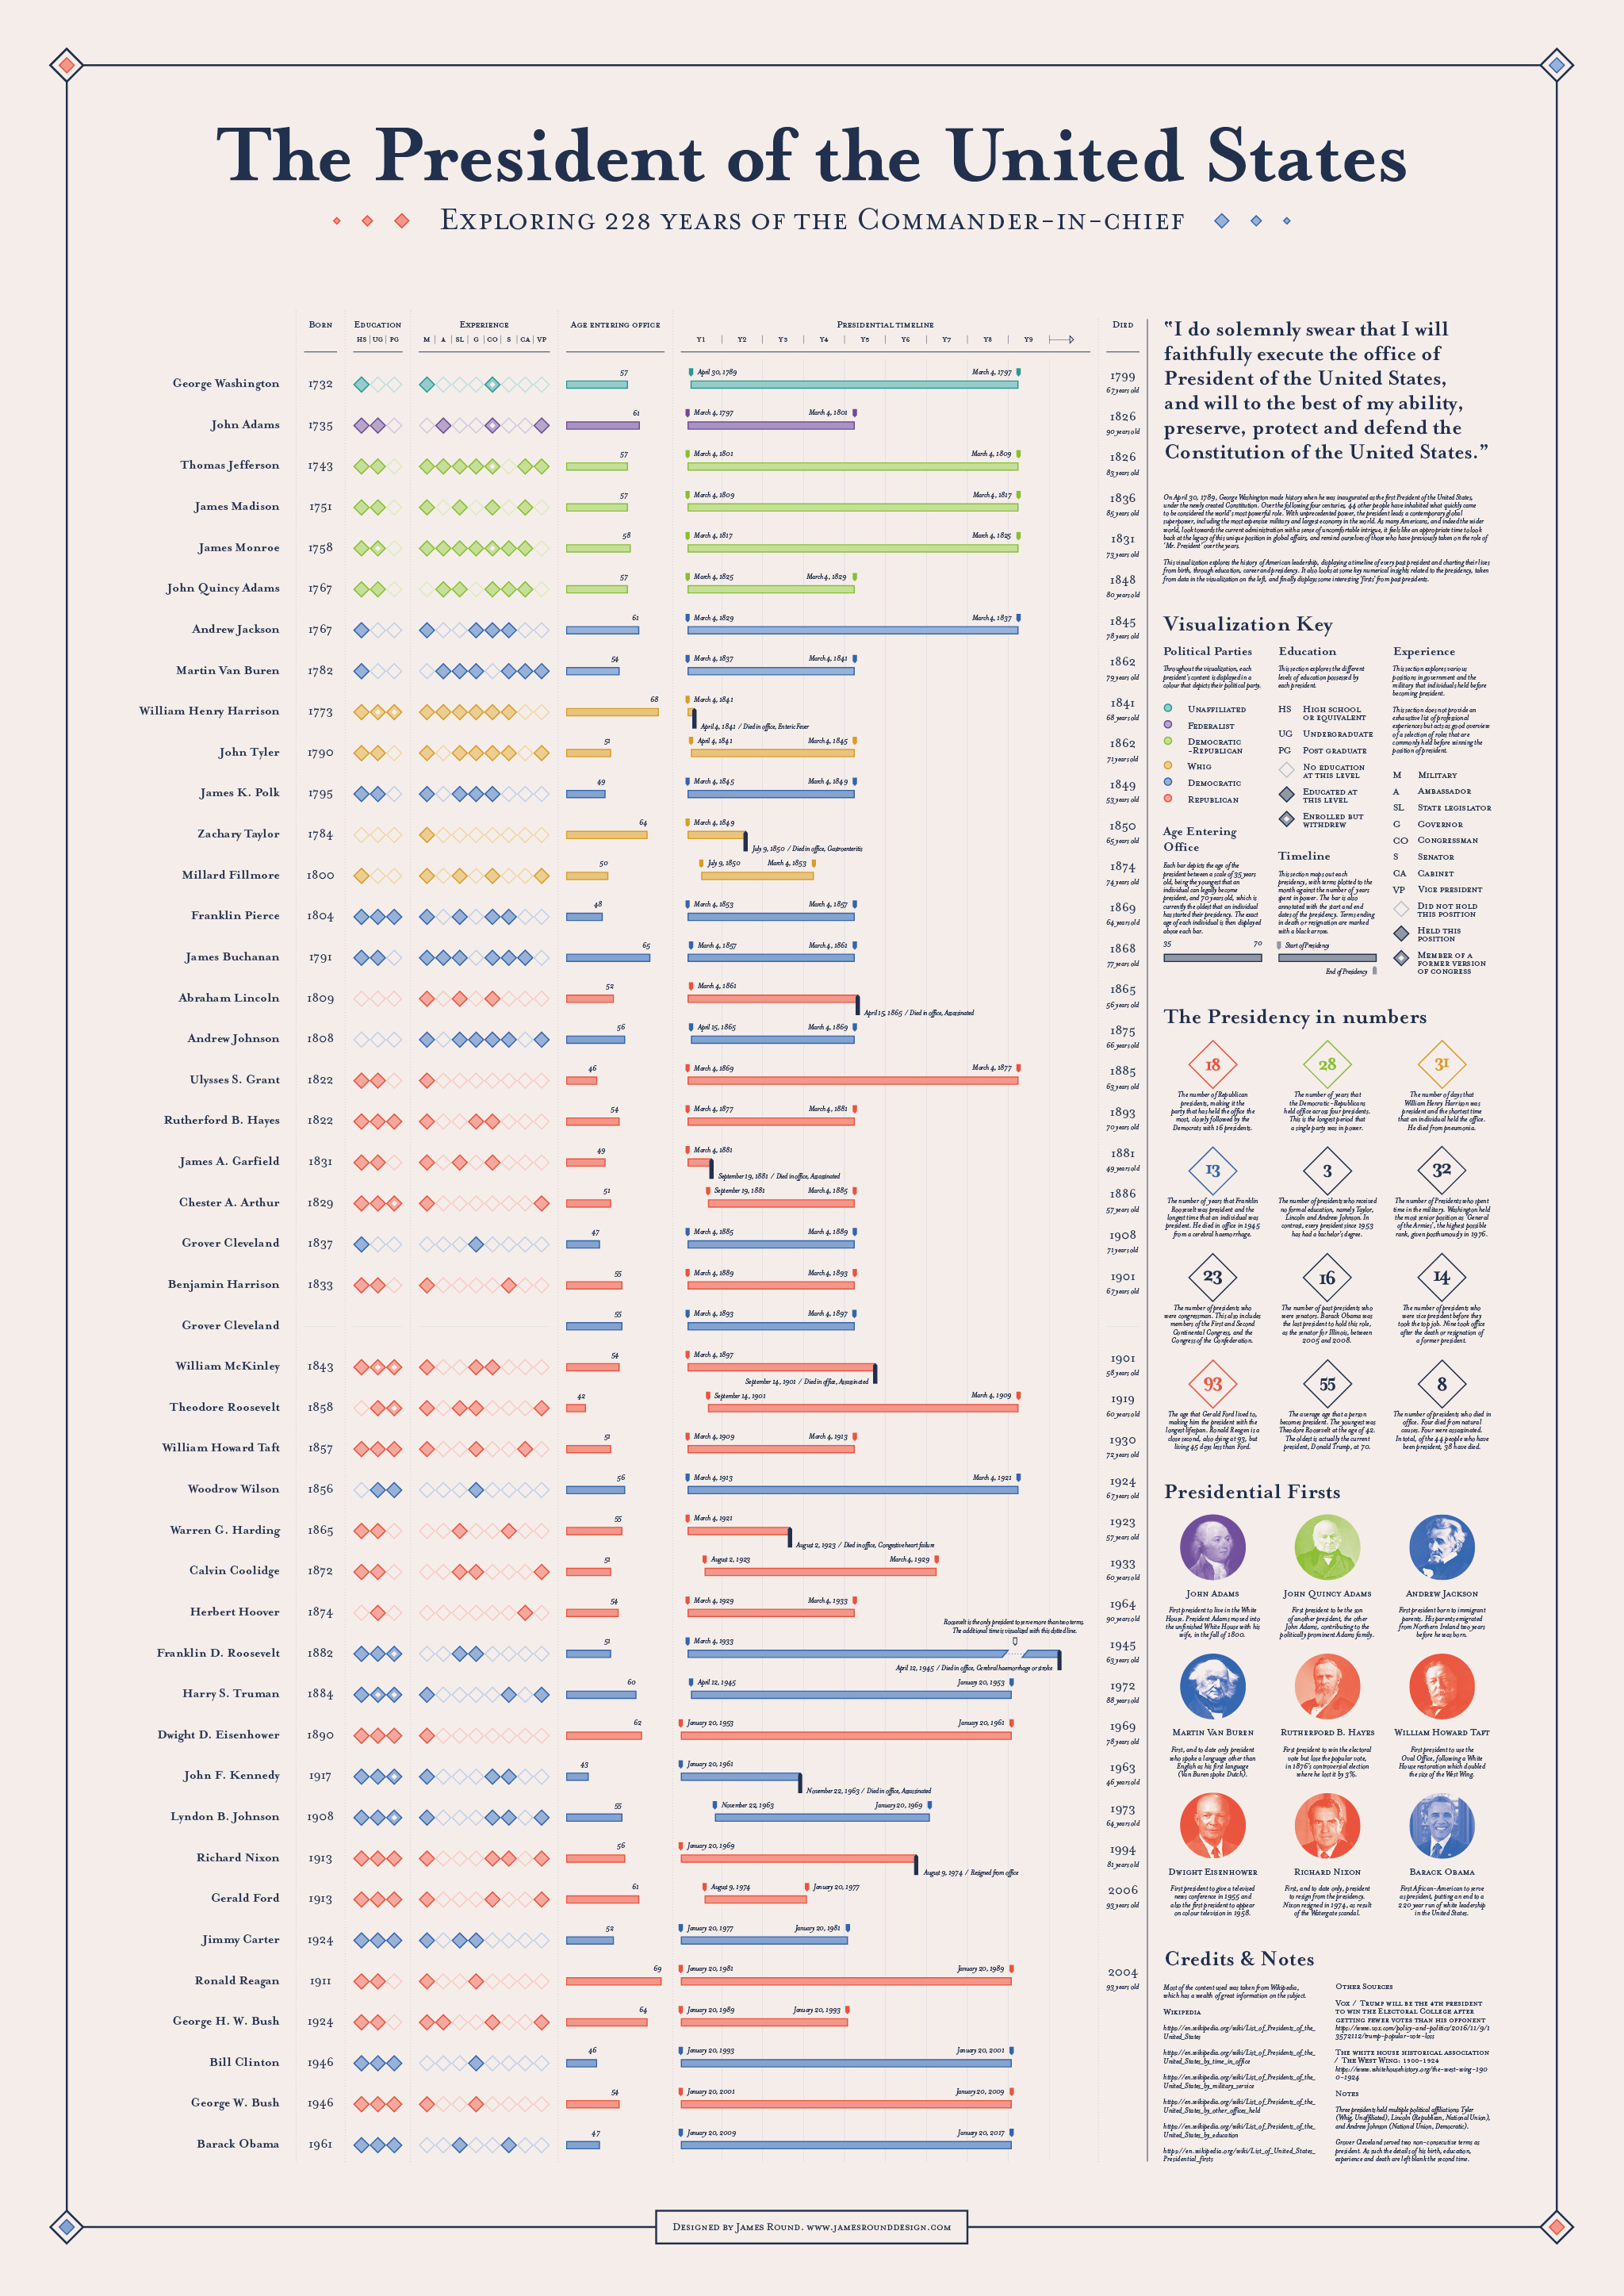 The President of the United States
Exploring 228 years of the Commander-in-chief
Born
Education
Experience
Age entering office
Presidential timeline
Died
HS | UG | PG
M | A | SL | G | CO | S | CA | VP
Y1 | Y2 | Y3 | Y4 | Y5 | Y6 | Y7 | Y8 | Y9
George Washington 1732 57 April 30, 1789 March 4, 1797 1799 67 years old
John Adams 1735 61 March 4, 1797 March 4, 1801 1826 90 years old
Thomas Jefferson 1743 57 March 4, 1801 March 4, 1809 1826 83 years old
James Madison 1751 57 March 4, 1809 March 4, 1817 1836 85 years old
James Monroe 1758 58 March 4, 1817 March 4, 1825 1831 73 years old
John Quincy Adams 1767 57 March 4, 1825 March 4, 1829 1848 80 years old
Andrew Jackson 1767 61 March 4, 1829 March 4, 1837 1845 78 years old
Martin Van Buren 1782 54 March 4, 1837 March 4, 1841 1862 79 years old
William Henry Harrison 1773 68 March 4, 1841 April 4, 1841 / Died in office, Enteric Fever 1841 68 years old
John Tyler 1790 51 April 4, 1841 March 4, 1845 1862 71 years old
James K. Polk 1795 49 March 4, 1845 March 4, 1849 1849 53 years old
Zachary Taylor 1784 64 March 4, 1849 July 9, 1850 / Died in office, Gastroenteritis 1850 65 years old
Millard Fillmore 1800 50 July 9, 1850 March 4, 1853 1874 74 years old
Franklin Pierce 1804 48 March 4, 1853 March 4, 1857 1869 64 years old
James Buchanan 1791 65 March 4, 1857 March 4, 1861 1868 77 years old
Abraham Lincoln 1809 52 March 4, 1861 April 15, 1865 / Died in office, Assassinated 1865 56 years old
Andrew Johnson 1808 56 April 15, 1865 March 4, 1869 1875 66 years old
Ulysses S. Grant 1822 46 March 4, 1869 March 4, 1877 1885 63 years old
Rutherford B. Hayes 1822 54 March 4, 1877 March 4, 1881 1893 70 years old
James A. Garfield 1831 49 March 4, 1881 September 19, 1881 / Died in office, Assassinated 1881 49 years old
Chester A. Arthur 1829 51 September 19, 1881 March 4, 1885 1886 57 years old
Grover Cleveland 1837 47 March 4, 1885 March 4, 1889 1908 71 years old
Benjamin Harrison 1833 55 March 4, 1889 March 4, 1893 1901 67 years old
Grover Cleveland 55 March 4, 1893 March 4, 1897
William McKinley 1843 54 March 4, 1897 September 14, 1901 / Died in office, Assassinated 1901 58 years old
Theodore Roosevelt 1858 42 September 14, 1901 March 4, 1909 1919 60 years old
William Howard Taft 1857 51 March 4, 1909 March 4, 1913 1930 72 years old
Woodrow Wilson 1856 56 March 4, 1913 March 4, 1921 1924 67 years old
Warren G. Harding 1865 55 March 4, 1921 August 2, 1923 / Died in office, Congestive heart failure 1923 57 years old
Calvin Coolidge 1872 51 August 2, 1923 March 4, 1929 1933 60 years old
Herbert Hoover 1874 54 March 4, 1929 March 4, 1933 1964 90 years old
Roosevelt is the only president to serve more than two terms.
The additional time is visualized with this dotted line.
Franklin D. Roosevelt 1882 51 March 4, 1933 April 12, 1945 / Died in office, Cerebral haemorrhage or stroke 1945 63 years old
Harry S. Truman 1884 60 April 12, 1945 January 20, 1953 1972 88 years old
Dwight D. Eisenhower 1890 62 January 20, 1953 January 20, 1961 1969 78 years old
John F. Kennedy 1917 43 January 20, 1961 November 22, 1963 / Died in office, Assassinated 1963 46 years old
Lyndon B. Johnson 1908 55 November 22, 1963 January 20, 1969 1973 64 years old
Richard Nixon 1913 56 January 20, 1969 August 9, 1974 / Resigned from office 1994 81 years old
Gerald Ford 1913 61 August 9, 1974 January 20, 1977 2006 93 years old
Jimmy Carter 1924 52 January 20, 1977 January 20, 1981
Ronald Reagan 1911 69 January 20, 1981 January 20, 1989 2004 93 years old
George H. W. Bush 1924 64 January 20, 1989 January 20, 1993
Bill Clinton 1946 46 January 20, 1993 January 20, 2001
George W. Bush 1946 54 January 20, 2001 January 20, 2009
Barack Obama 1961 47 January 20, 2009 January 20, 2017
"I do solemnly swear that I will
faithfully execute the office of
President of the United States,
and will to the best of my ability,
preserve, protect and defend the
Constitution of the United States."
On April 30, 1789, George Washington made history when he was inaugurated as the first President of the United States,
under the newly created Constitution. Over the following four centuries, 44 other people have inhabited what quickly came
to be considered the world's most powerful role. With unprecedented power, the president leads a contemporary global
superpower, including the most expensive military and largest economy in the world. As many Americans, and indeed the wider
world, look towards the current administration with a sense of uncomfortable intrigue, it feels like an appropriate time to look
back at the legacy of this unique position in global affairs, and remind ourselves of those who have previously taken on the role of
'Mr. President' over the years.
This visualization explores the history of American leadership, displaying a timeline of every past president and charting their lives
from birth, through education, career and presidency. It also looks at some key numerical insights related to the presidency, taken
from data in the visualization on the left, and finally displays some interesting 'firsts' from past presidents.
Visualization Key
Political Parties
Throughout the visualization, each
president's content is displayed in a
colour that depicts their political party.
Unaffiliated
Federalist
Democratic
-Republican
Whig
Democratic
Republican
Age Entering
Office
Each bar depicts the age of the
president between a scale of 35 years
old, being the youngest that an
individual can legally become
president, and 70 years old, which is
currently the oldest that an individual
has started their presidency. The exact
age of each individual is then displayed
above each bar.
35 70
Education
This section explores the different
levels of education possessed by
each president.
HS High school
or equivalent
UG Undergraduate
PG Post graduate
No education
at this level
Educated at
this level
Enrolled but
withdrew
Timeline
This section maps out each
presidency, with terms plotted to the
month against the number of years
spent in power. The bar is also
annotated with the start and end
dates of the presidency. Terms ending
in death or resignation are marked
with a black arrow.
Start of Presidency
End of Presidency
Experience
This section explores various
positions in government and the
military that individuals held before
becoming president.
This section does not provide an
exhaustive list of professional
experiences but acts as good overview
of a selection of roles that are
commonly held before winning the
position of president.
M Military
A Ambassador
SL State legislator
G Governor
CO Congressman
S Senator
CA Cabinet
VP Vice president
Did not hold
this position
Held this
position
Member of a
former version
of congress
The Presidency in numbers
18
The number of Republican
presidents, making it the
party that has held the office the
most, closely followed by the
Democrats with 16 presidents.
28
The number of years that
the Democratic-Republicans
held office across four presidents.
This is the longest period that
a single party was in power.
31
The number of days that
William Henry Harrison was
president and the shortest time
that an individual held the office.
He died from pneumonia.
13
The number of years that Franklin
Roosevelt was president and the
longest time that an individual was
president. He died in office in 1945
from a cerebral haemorrhage.
3
The number of presidents who received
no formal education, namely Taylor,
Lincoln and Andrew Johnson. In
contrast, every president since 1953
has had a bachelor's degree.
32
The number of Presidents who spent
time in the military. Washington held
the most senior position as 'General
of the Armies', the highest possible
rank, given posthumously in 1976.
23
The number of presidents who
were congressman. This also includes
members of the First and Second
Continental Congress, and the
Congress of the Confederation.
16
The number of past presidents who
were senators. Barack Obama was
the last president to hold this role,
as the senator for Illinois, between
2005 and 2008.
14
The number of presidents who
were vice president before they
took the top job. Nine took office
after the death or resignation of
a former president.
93
The age that Gerald Ford lived to,
making him the president with the
longest lifespan. Ronald Reagen is a
close second, also dying at 93, but
living 45 days less than Ford.
55
The average age that a person
becomes president. The youngest was
Theodore Roosevelt at the age of 42.
The oldest is actually the current
president, Donald Trump, at 70.
8
The number of presidents who died in
office. Four died from natural
causes. Four were assassinated.
In total, of the 44 people who have
been president, 38 have died.
Presidential Firsts
John Adams
First president to live in the White
House. President Adams moved into
the unfinished White House with his
wife, in the fall of 1800.
John Quincy Adams
First president to be the son
of another president, the other
John Adams, contributing to the
politically prominent Adams family.
Andrew Jackson
First president born to immigrant
parents. His parents emigrated
from Northern Ireland two years
before he was born.
Martin Van Buren
First, and to date only president
who spoke a language other than
English as his first language
(Van Buren spoke Dutch).
Rutherford B. Hayes
First president to win the electoral
vote but lose the popular vote,
in 1876's controversial election
where he lost it by 3%.
William Howard Taft
First president to use the
Oval Office, following a White
House restoration which doubled
the size of the West Wing.
Dwight Eisenhower
First president to give a televised
news conference in 1955 and
also the first president to appear
on colour television in 1958.
Richard Nixon
First, and to date only, president
to resign from the presidency.
Nixon resigned in 1974, as result
of the Watergate scandal.
Barack Obama
First African-American to serve
as president, putting an end to a
220 year run of white leadership
in the United States.
Credits & Notes
Most of the content used was taken from Wikipedia,
which has a wealth of great information on the subject.
Wikipedia
https://en.wikipedia.org/wiki/List_of_Presidents_of_the_
United_States
https://en.wikipedia.org/wiki/List_of_Presidents_of_the_
United_States_by_time_in_office
https://en.wikipedia.org/wiki/List_of_Presidents_of_the_
United_States_by_military_service
https://en.wikipedia.org/wiki/List_of_Presidents_of_the_
United_States_by_other_offices_held
https://en.wikipedia.org/wiki/List_of_Presidents_of_the_
United_States_by_education
https://en.wikipedia.org/wiki/List_of_United_States_
Presidential_firsts
Other Sources
Vox / Trump will be the 4th president
to win the Electoral College after
getting fewer votes than his opponent
https://www.vox.com/policy-and-politics/2016/11/9/1
3572112/trump-popular-vote-loss
The white house historical association
/ The West Wing: 1900-1924
https://www.whitehousehistory.org/the-west-wing-190
0-1924
Notes
Three presidents held multiple political affiliations: Tyler
(Whig, Unaffiliated), Lincoln (Republican, National Union),
and Andrew Johnson (National Union, Democratic).
Grover Cleveland served two non-consecutive terms as
president. As such the details of his birth, education,
experience and death are left blank the second time.
Designed by James Round. www.jamesrounddesign.com